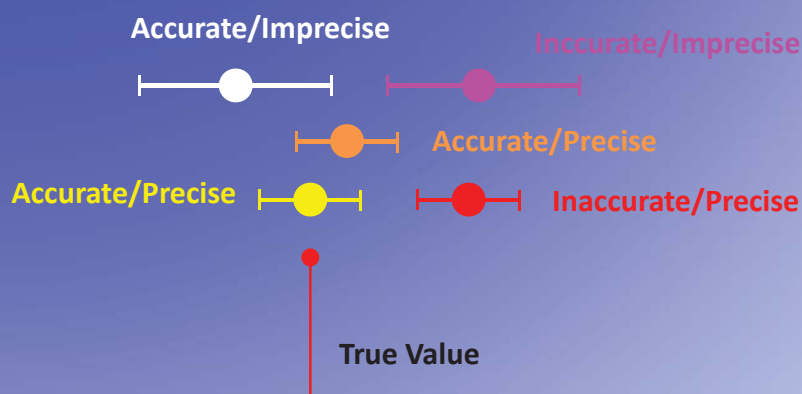 Accurate/Imprecise
Inccurate/Imprecise
Accurate/Precise
Accurate/Precise
Inaccurate/Precise
True Value